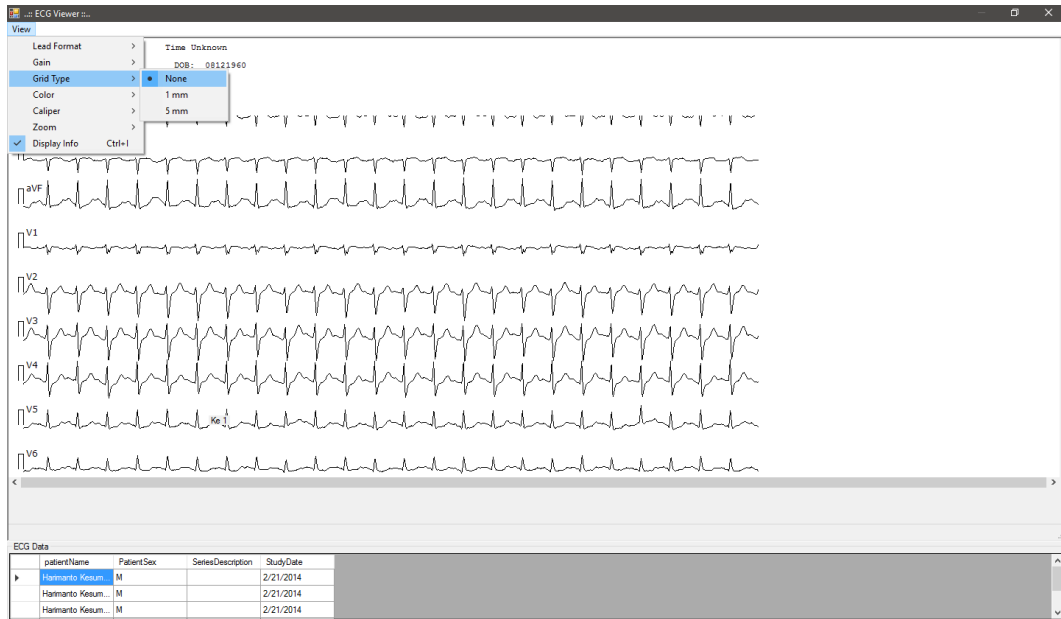 ..:: ECG Viewer ::..
View
Lead Format >
Time Unknown
Gain >
DOB: 08121960
Grid Type >
None
Color >
1 mm
Caliper >
5 mm
Zoom >
Display Info Ctrl+I
aVF
V1
V2
V3
V4
V5
Ke 1
V6
ECG Data
patientName PatientSex SeriesDescription StudyDate
Harimanto Kesum... M 2/21/2014
Harimanto Kesum... M 2/21/2014
Harimanto Kesum... M 2/21/2014